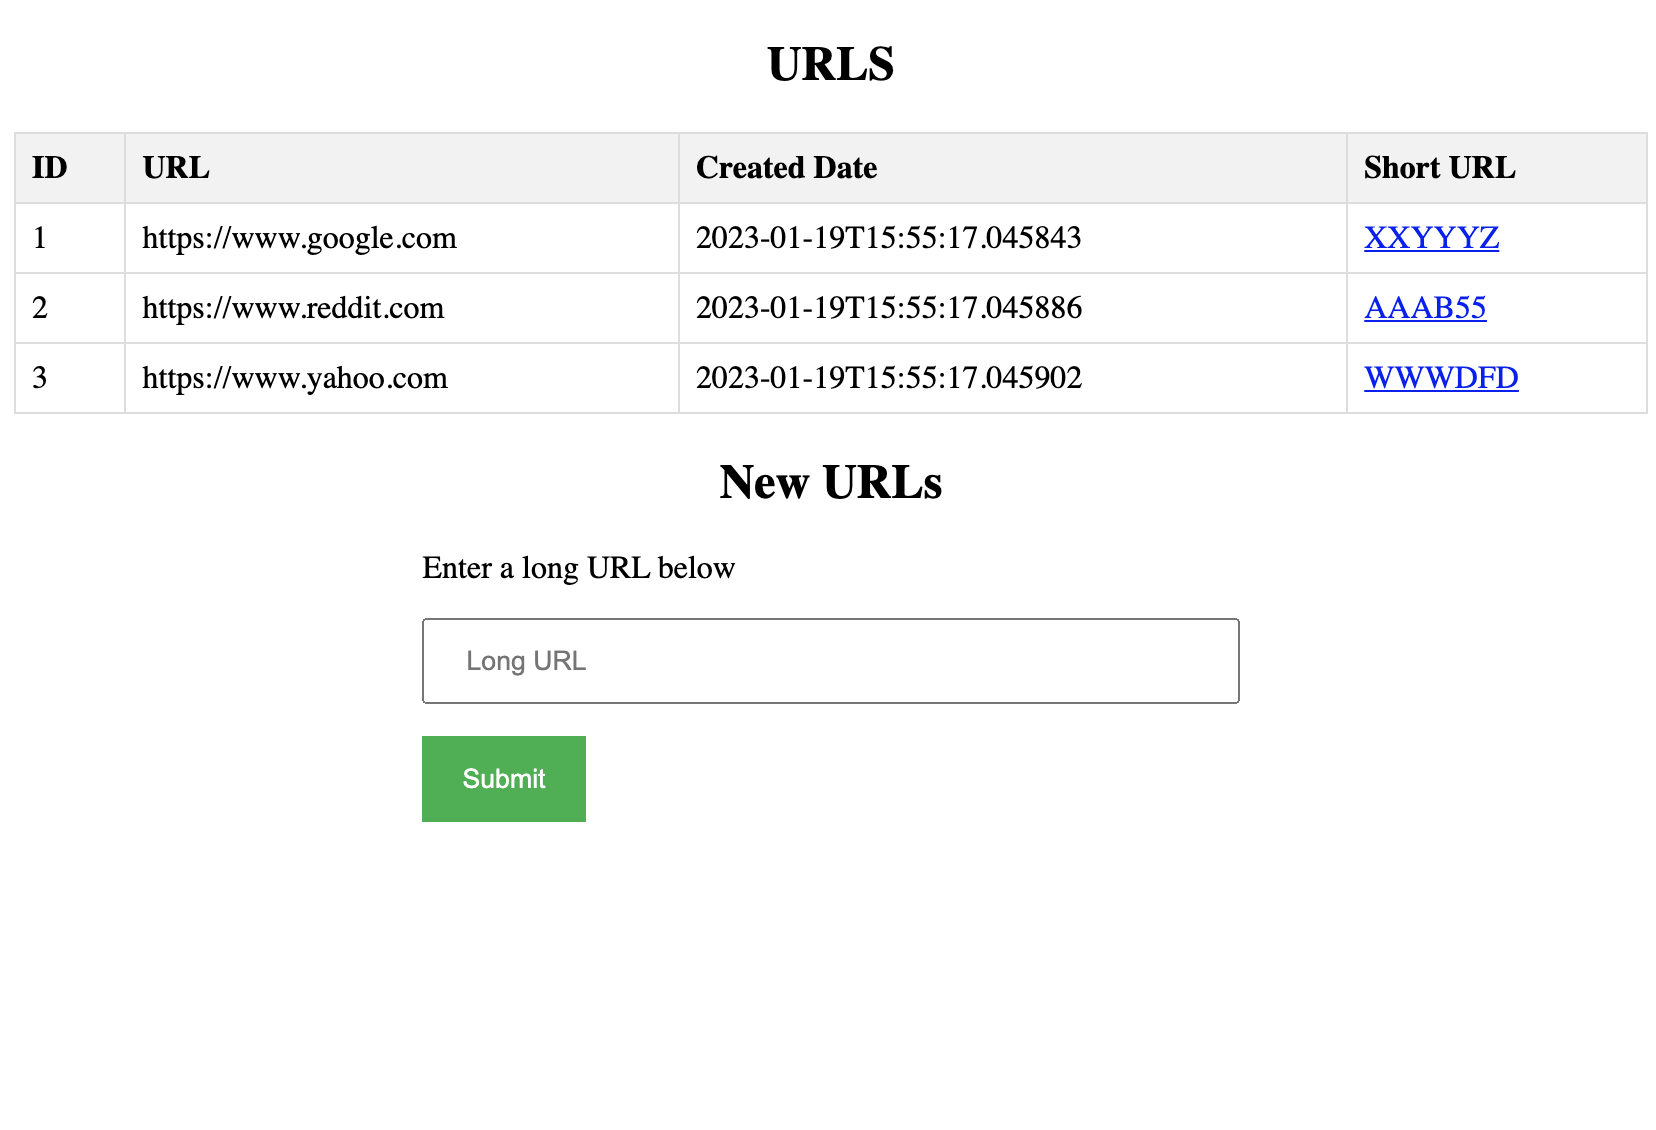 URLS
ID URL Created Date Short URL
1 https://www.google.com 2023-01-19T15:55:17.045843 XXYYYZ
2 https://www.reddit.com 2023-01-19T15:55:17.045886 AAAB55
3 https://www.yahoo.com 2023-01-19T15:55:17.045902 WWWDFD
New URLs
Enter a long URL below
Long URL
Submit